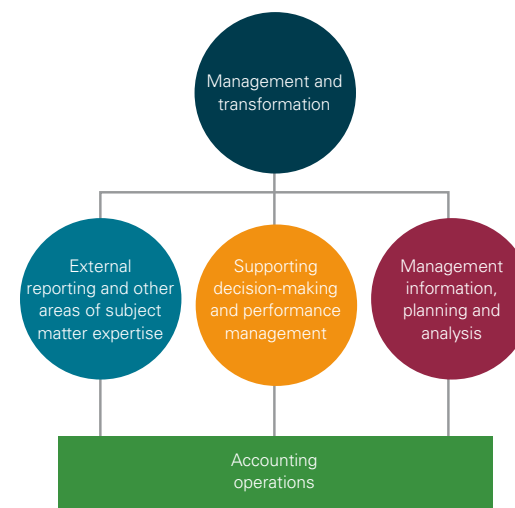 Management and
transformation
External
reporting and other
areas of subject
matter expertise
Supporting
decision-making
and performance
management
Management
information,
planning and
analysis
Accounting
operations